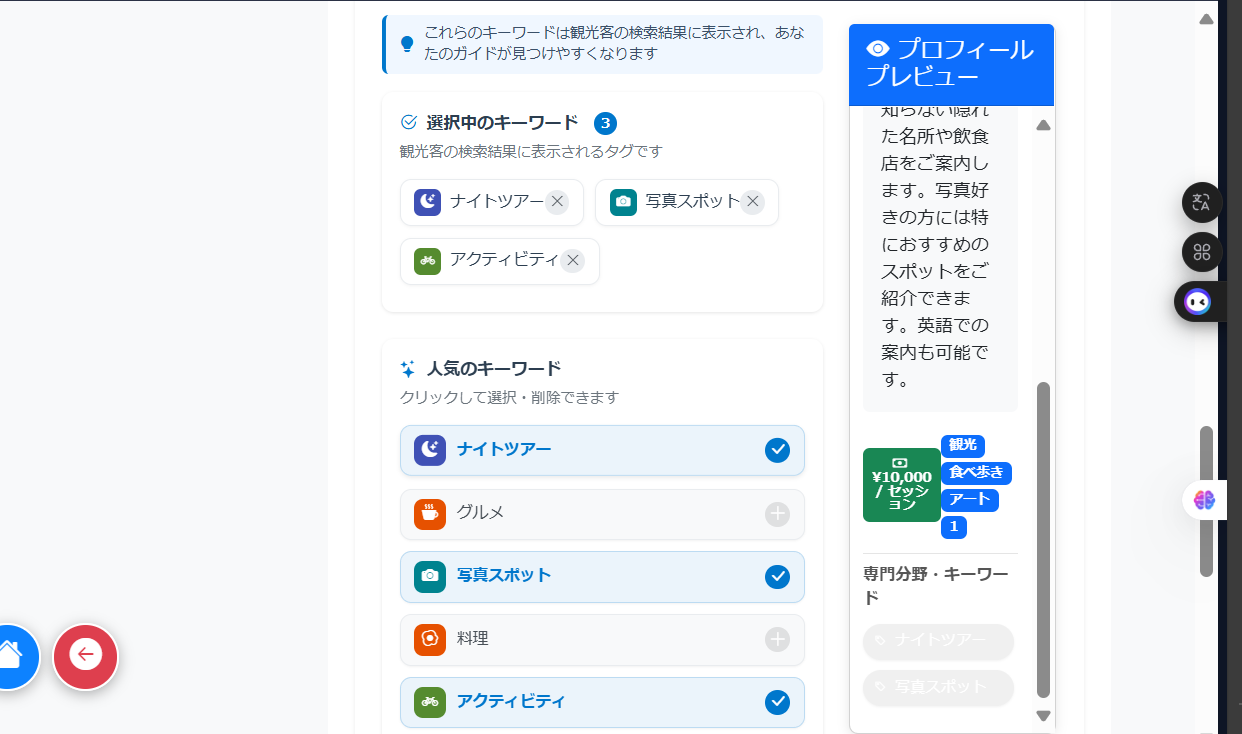 これらのキーワードは観光客の検索結果に表示され、あな
たのガイドが見つけやすくなります
選択中のキーワード 3
観光客の検索結果に表示されるタグです
ナイトツアー
写真スポット
アクティビティ
人気のキーワード
クリックして選択・削除できます
ナイトツアー
グルメ
写真スポット
料理
アクティビティ
プロフィール
プレビュー
知らない隠れ
た名所や飲食
店をご案内し
ます。写真好
きの方には特
におすすめの
スポットをご
紹介できま
す。英語での
案内も可能で
す。
¥10,000
/ セッシ
ョン
観光
食べ歩き
アート
1
専門分野・キーワー
ド
ナイトツアー
写真スポット